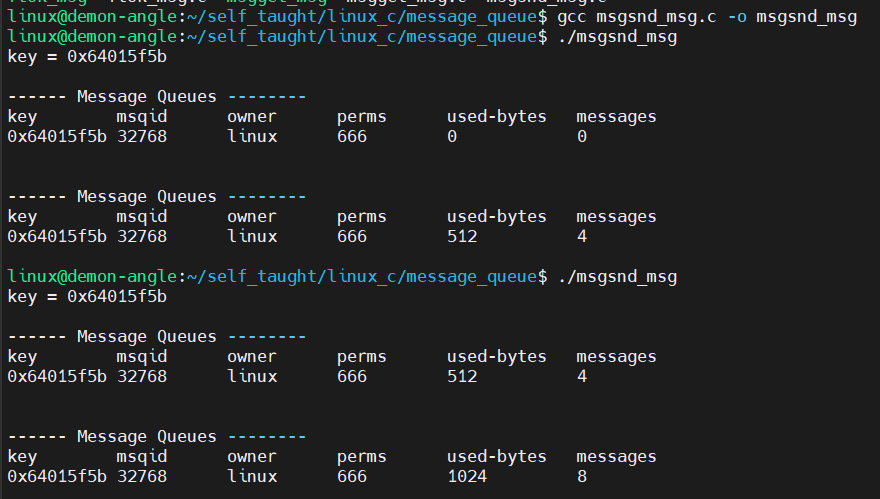 linux@demon-angle:~/self_taught/linux_c/message_queue$ gcc msgsnd_msg.c -o msgsnd_msg
linux@demon-angle:~/self_taught/linux_c/message_queue$ ./msgsnd_msg
key = 0x64015f5b
------ Message Queues --------
key        msqid      owner      perms      used-bytes   messages
0x64015f5b 32768      linux      666        0            0
------ Message Queues --------
key        msqid      owner      perms      used-bytes   messages
0x64015f5b 32768      linux      666        512          4
linux@demon-angle:~/self_taught/linux_c/message_queue$ ./msgsnd_msg
key = 0x64015f5b
------ Message Queues --------
key        msqid      owner      perms      used-bytes   messages
0x64015f5b 32768      linux      666        512          4
------ Message Queues --------
key        msqid      owner      perms      used-bytes   messages
0x64015f5b 32768      linux      666        1024         8